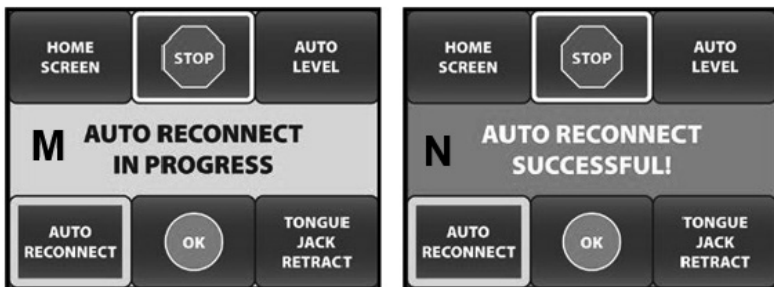 HOME
SCREEN
STOP
AUTO
LEVEL
M AUTO RECONNECT
IN PROGRESS
AUTO
RECONNECT
OK
TONGUE
JACK
RETRACT
HOME
SCREEN
STOP
AUTO
LEVEL
N AUTO RECONNECT
SUCCESSFUL!
AUTO
RECONNECT
OK
TONGUE
JACK
RETRACT